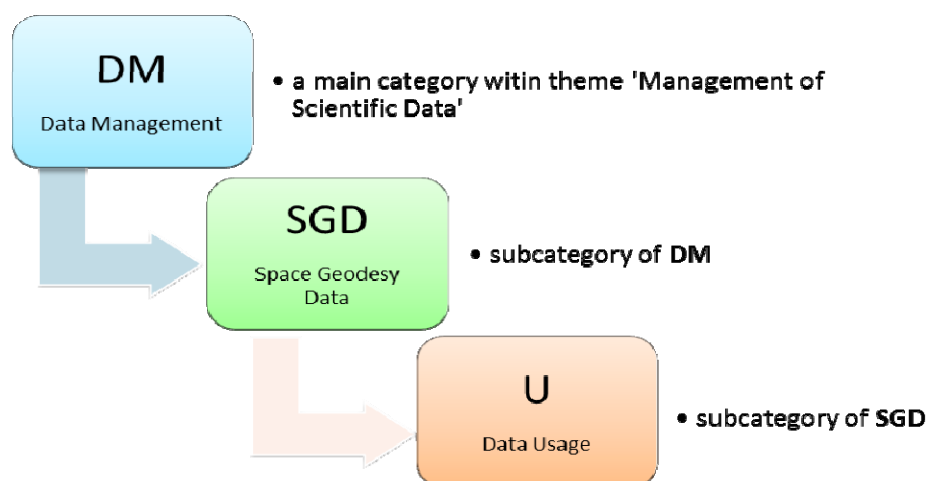 DM
Data Management
• a main category witin theme 'Management of
Scientific Data'
SGD
Space Geodesy
Data
• subcategory of DM
U
Data Usage
• subcategory of SGD